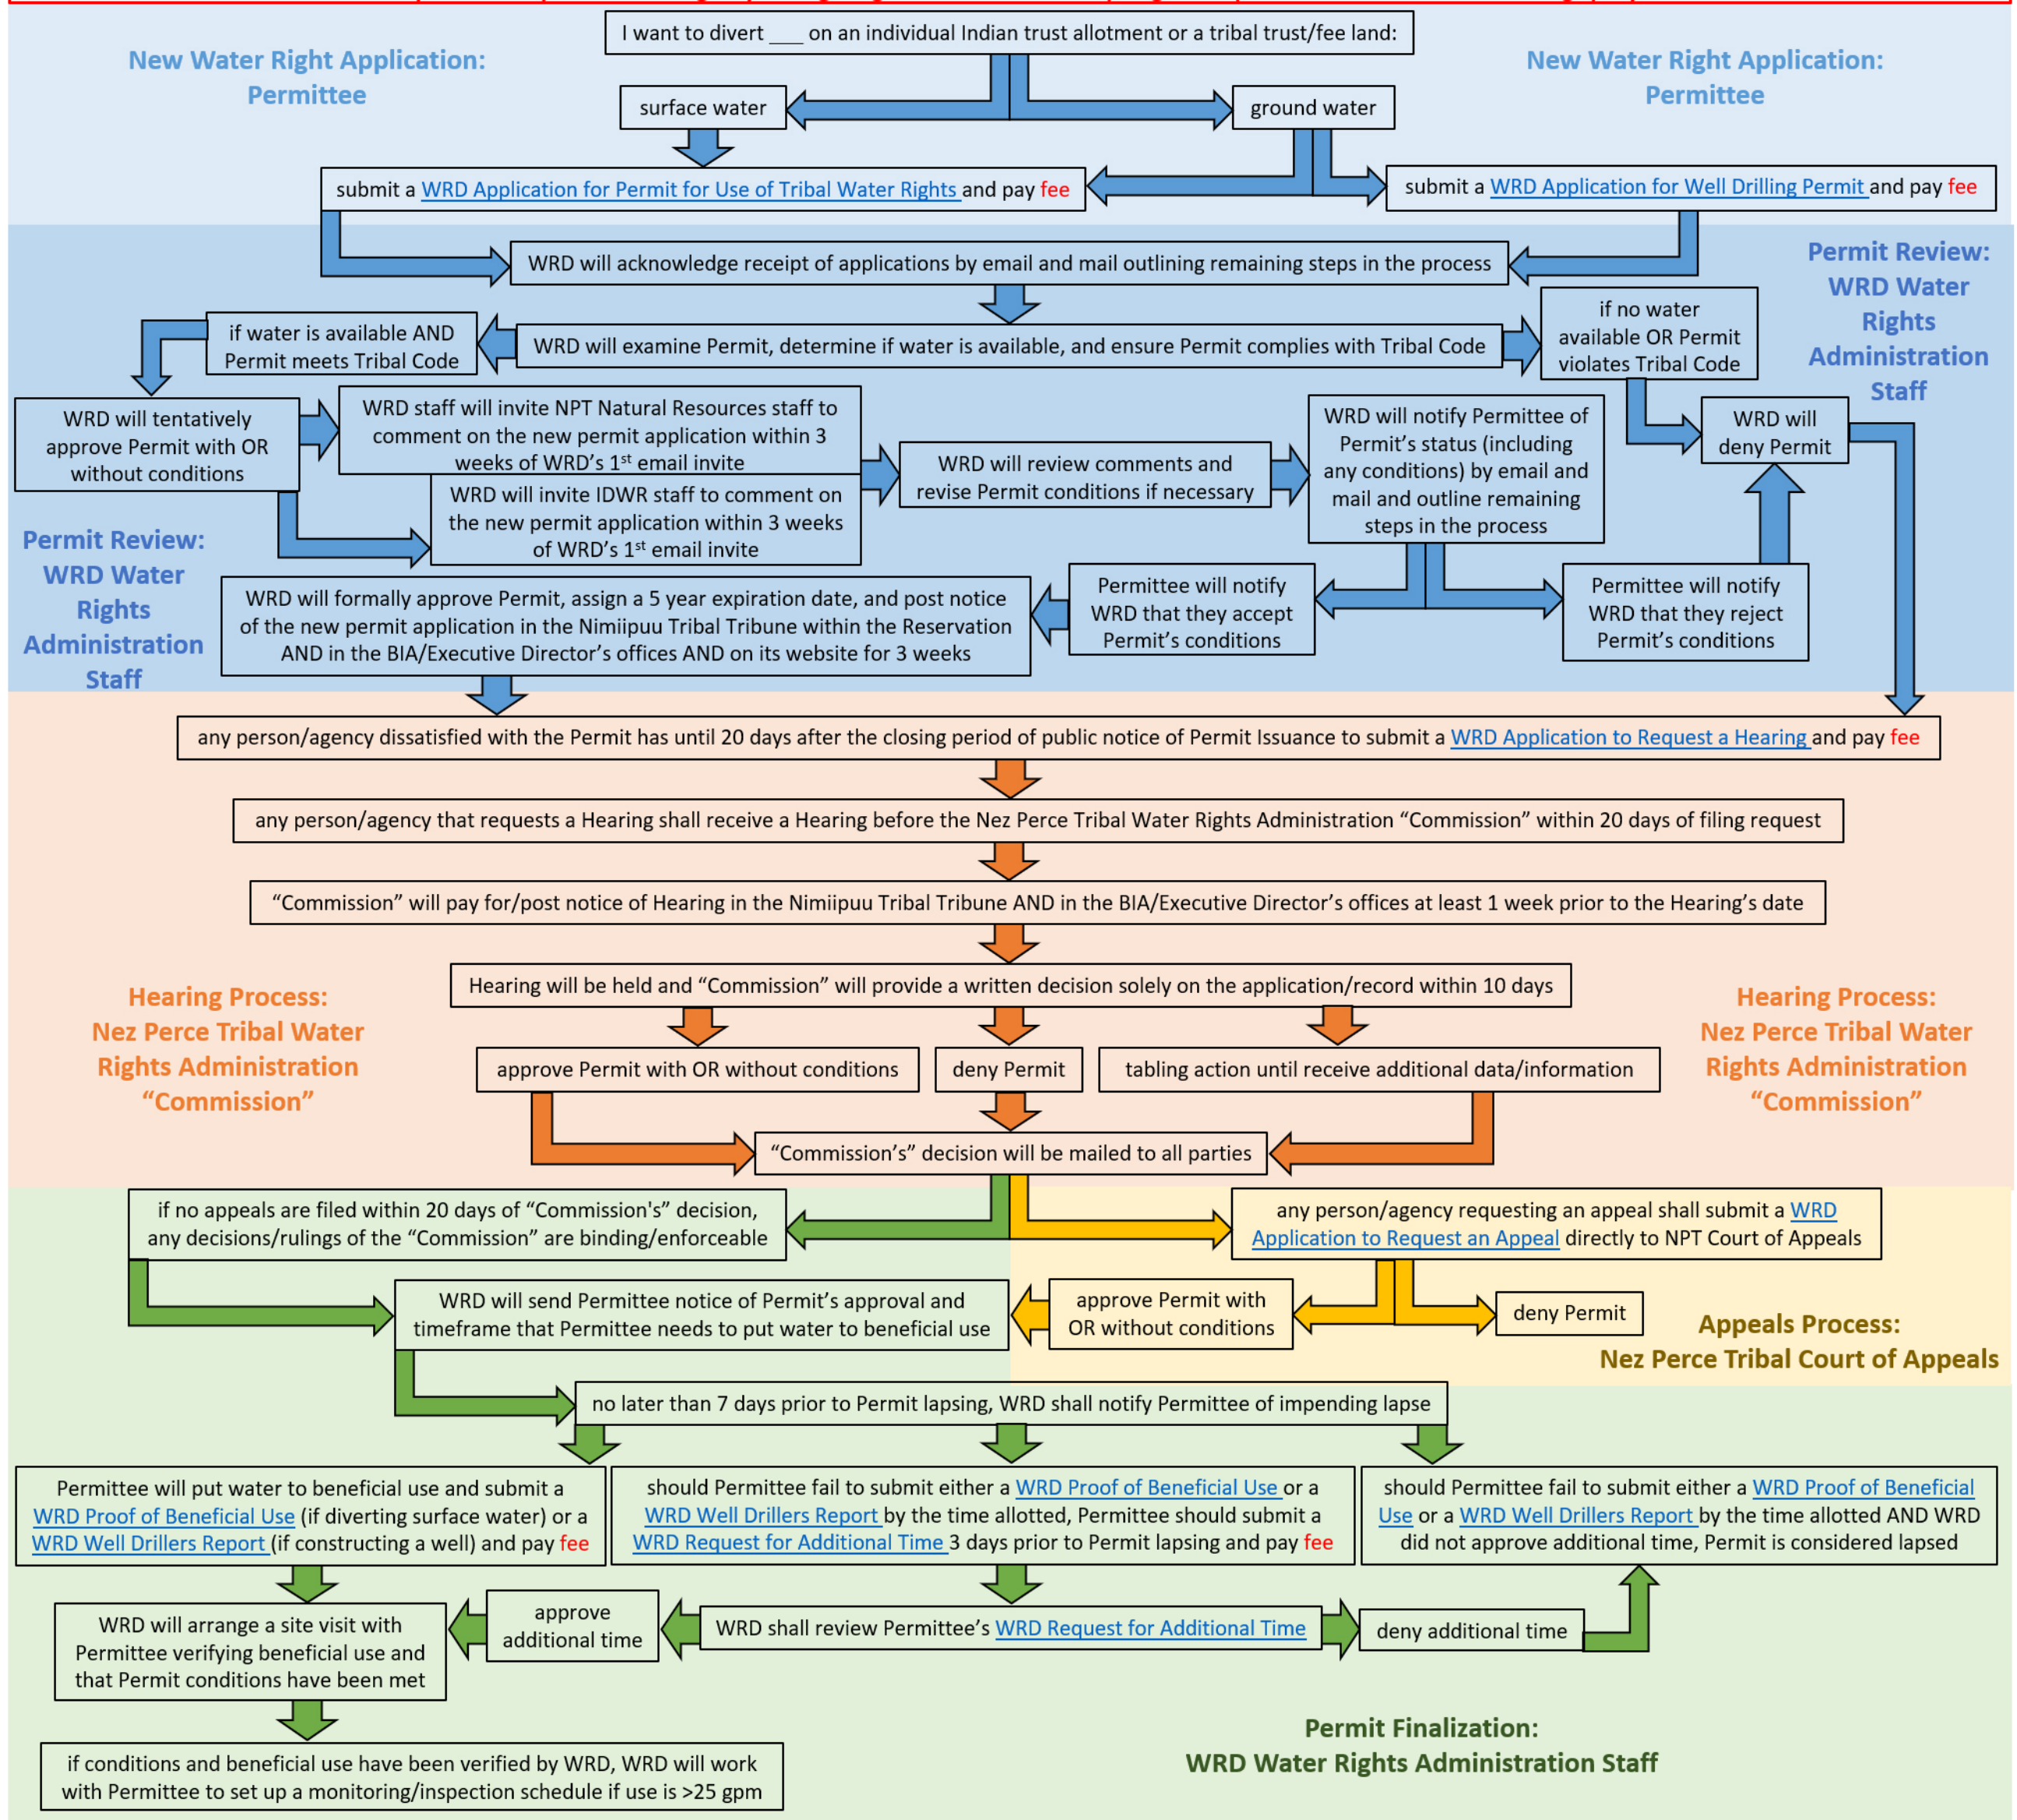 I want to divert ___ on an individual Indian trust allotment or a tribal trust/fee land:
New Water Right Application:
Permittee
New Water Right Application:
Permittee
surface water
ground water
submit a WRD Application for Permit for Use of Tribal Water Rights and pay fee
submit a WRD Application for Well Drilling Permit and pay fee
WRD will acknowledge receipt of applications by email and mail outlining remaining steps in the process
Permit Review:
WRD Water
Rights
Administration
Staff
if water is available AND
Permit meets Tribal Code
WRD will examine Permit, determine if water is available, and ensure Permit complies with Tribal Code
if no water
available OR Permit
violates Tribal Code
WRD will tentatively
approve Permit with OR
without conditions
WRD staff will invite NPT Natural Resources staff to
comment on the new permit application within 3
weeks of WRD's 1st email invite
WRD will invite IDWR staff to comment on
the new permit application within 3 weeks
of WRD's 1st email invite
WRD will review comments and
revise Permit conditions if necessary
WRD will notify Permittee of
Permit's status (including
any conditions) by email and
mail and outline remaining
steps in the process
WRD will
deny Permit
Permit Review:
WRD Water
Rights
Administration
Staff
WRD will formally approve Permit, assign a 5 year expiration date, and post notice
of the new permit application in the Nimiipuu Tribal Tribune within the Reservation
AND in the BIA/Executive Director's offices AND on its website for 3 weeks
Permittee will notify
WRD that they accept
Permit's conditions
Permittee will notify
WRD that they reject
Permit's conditions
any person/agency dissatisfied with the Permit has until 20 days after the closing period of public notice of Permit Issuance to submit a WRD Application to Request a Hearing and pay fee
any person/agency that requests a Hearing shall receive a Hearing before the Nez Perce Tribal Water Rights Administration “Commission” within 20 days of filing request
“Commission” will pay for/post notice of Hearing in the Nimiipuu Tribal Tribune AND in the BIA/Executive Director's offices at least 1 week prior to the Hearing's date
Hearing will be held and “Commission” will provide a written decision solely on the application/record within 10 days
Hearing Process:
Nez Perce Tribal Water
Rights Administration
“Commission”
Hearing Process:
Nez Perce Tribal Water
Rights Administration
“Commission”
approve Permit with OR without conditions
deny Permit
tabling action until receive additional data/information
“Commission's” decision will be mailed to all parties
if no appeals are filed within 20 days of “Commission's” decision,
any decisions/rulings of the “Commission” are binding/enforceable
any person/agency requesting an appeal shall submit a WRD
Application to Request an Appeal directly to NPT Court of Appeals
WRD will send Permittee notice of Permit's approval and
timeframe that Permittee needs to put water to beneficial use
approve Permit with
OR without conditions
deny Permit
Appeals Process:
Nez Perce Tribal Court of Appeals
no later than 7 days prior to Permit lapsing, WRD shall notify Permittee of impending lapse
Permittee will put water to beneficial use and submit a
WRD Proof of Beneficial Use (if diverting surface water) or a
WRD Well Drillers Report (if constructing a well) and pay fee
should Permittee fail to submit either a WRD Proof of Beneficial Use or a
WRD Well Drillers Report by the time allotted, Permittee should submit a
WRD Request for Additional Time 3 days prior to Permit lapsing and pay fee
should Permittee fail to submit either a WRD Proof of Beneficial
Use or a WRD Well Drillers Report by the time allotted AND WRD
did not approve additional time, Permit is considered lapsed
WRD will arrange a site visit with
Permittee verifying beneficial use and
that Permit conditions have been met
approve
additional time
WRD shall review Permittee's WRD Request for Additional Time
deny additional time
if conditions and beneficial use have been verified by WRD, WRD will work
with Permittee to set up a monitoring/inspection schedule if use is >25 gpm
Permit Finalization:
WRD Water Rights Administration Staff